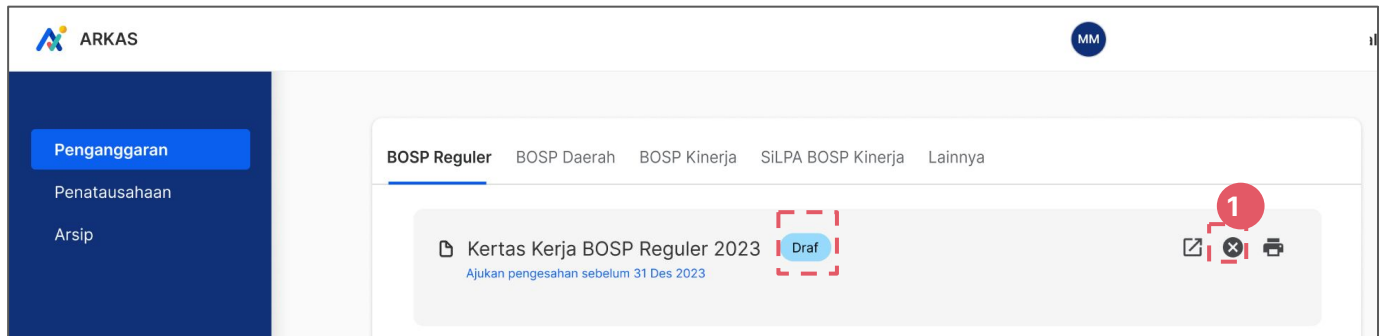 ARKAS
MM
Penganggaran
Penatausahaan
Arsip
BOSP Reguler BOSP Daerah BOSP Kinerja SiLPA BOSP Kinerja Lainnya
1
Kertas Kerja BOSP Reguler 2023 Draf
Ajukan pengesahan sebelum 31 Des 2023